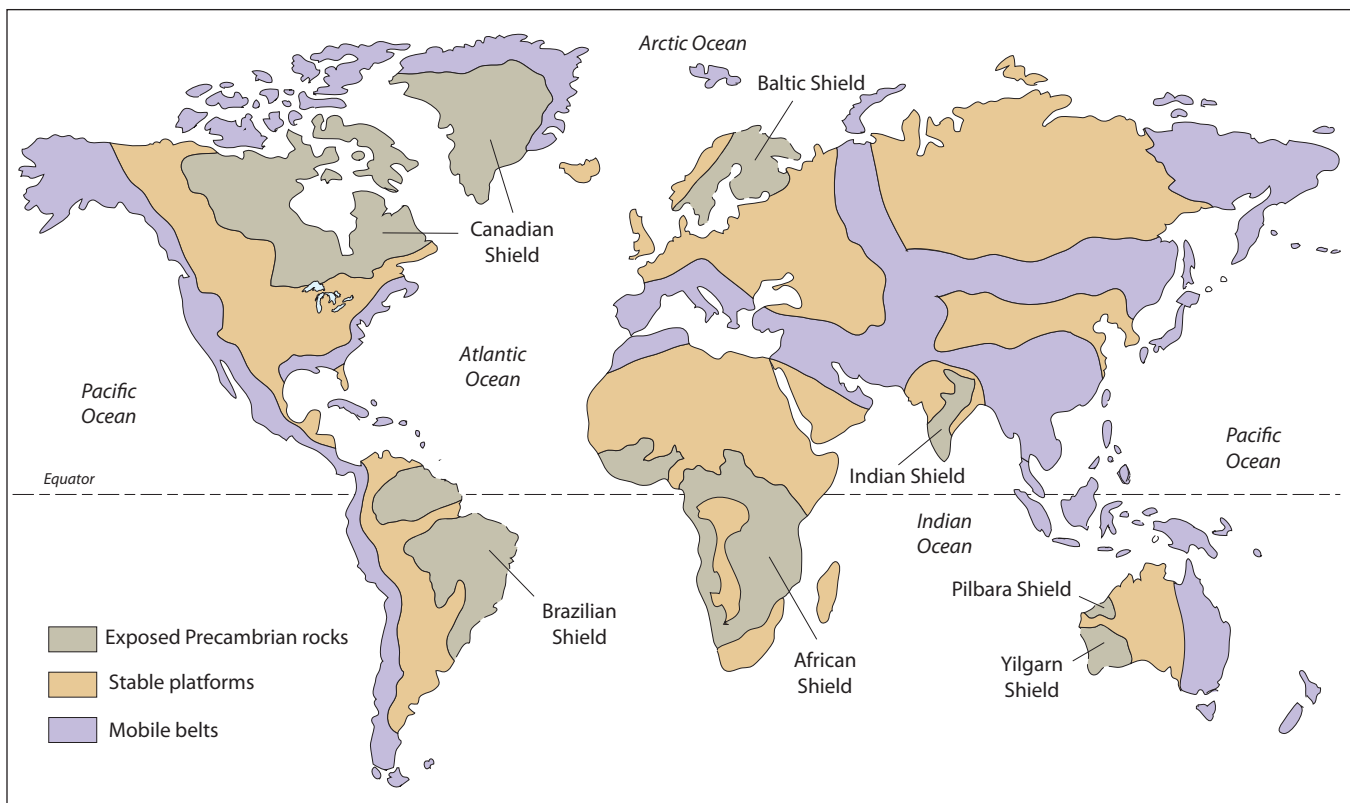 Arctic Ocean
Baltic Shield
Canadian
Shield
Atlantic
Ocean
Pacific
Ocean
Pacific
Ocean
Indian Shield
Equator
Indian
Ocean
Pilbara Shield
Brazilian
Shield
African
Shield
Yilgarn
Shield
Exposed Precambrian rocks
Stable platforms
Mobile belts